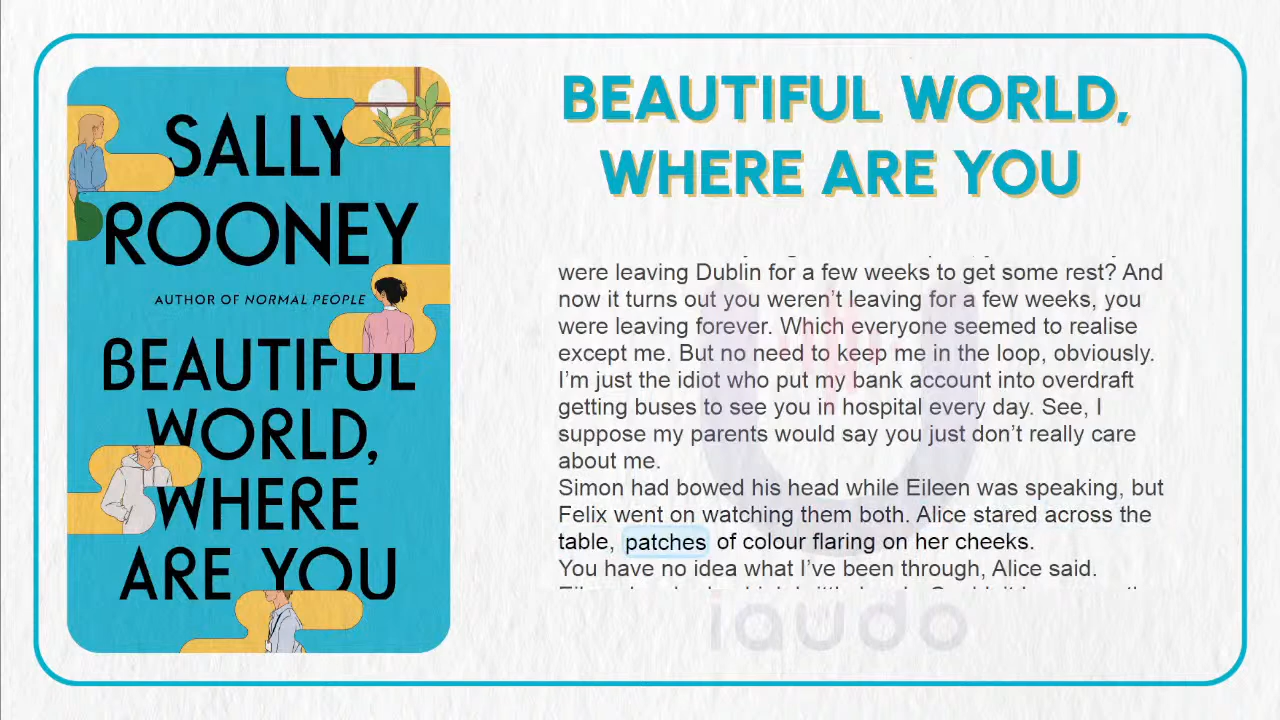 SALLY
ROONEY
AUTHOR OF NORMAL PEOPLE
BEAUTIFUL
WORLD,
WHERE
ARE YOU
BEAUTIFUL WORLD,
WHERE ARE YOU
were leaving Dublin for a few weeks to get some rest? And
now it turns out you weren’t leaving for a few weeks, you
were leaving forever. Which everyone seemed to realise
except me. But no need to keep me in the loop, obviously.
I’m just the idiot who put my bank account into overdraft
getting buses to see you in hospital every day. See, I
suppose my parents would say you just don’t really care
about me.
Simon had bowed his head while Eileen was speaking, but
Felix went on watching them both. Alice stared across the
table, patches of colour flaring on her cheeks.
You have no idea what I’ve been through, Alice said.
iaudo